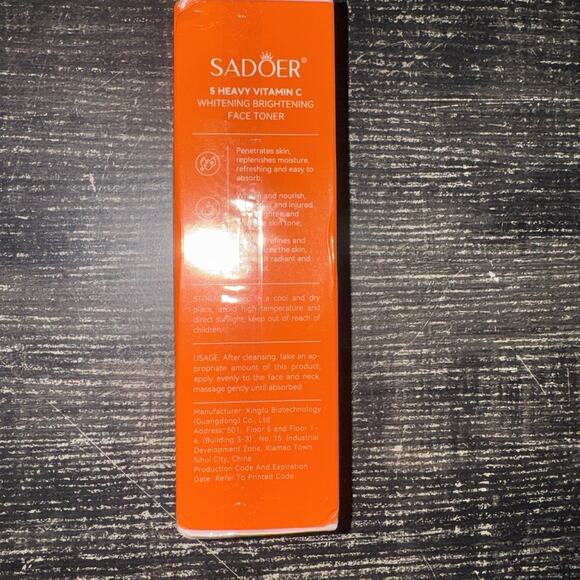 SADOER®
5 HEAVY VITAMIN C
WHITENING BRIGHTENING
FACE TONER
Penetrates skin,
replenishes moisture,
refreshing and easy to
absorb;
and nourish,
and injured
and
skin tone;
refines and
the skin,
radiant and
in a cool and dry
place, avoid high temperature and
direct sunlight, keep out of reach of
children.
USAGE: After cleansing, take an ap-
propriate amount of this product,
apply evenly to the face and neck,
massage gently until absorbed.
Manufacturer: Xingfu Biotechnology
(Guangdong) Co., Ltd
Address: 501, Floor 5 and Floor 1-
4, (Building 3-3), No. 15, Industrial
Development Zone, Xiamao Town,
Sihui City, China
Production Code And Expiration
Date: Refer To Printed Code